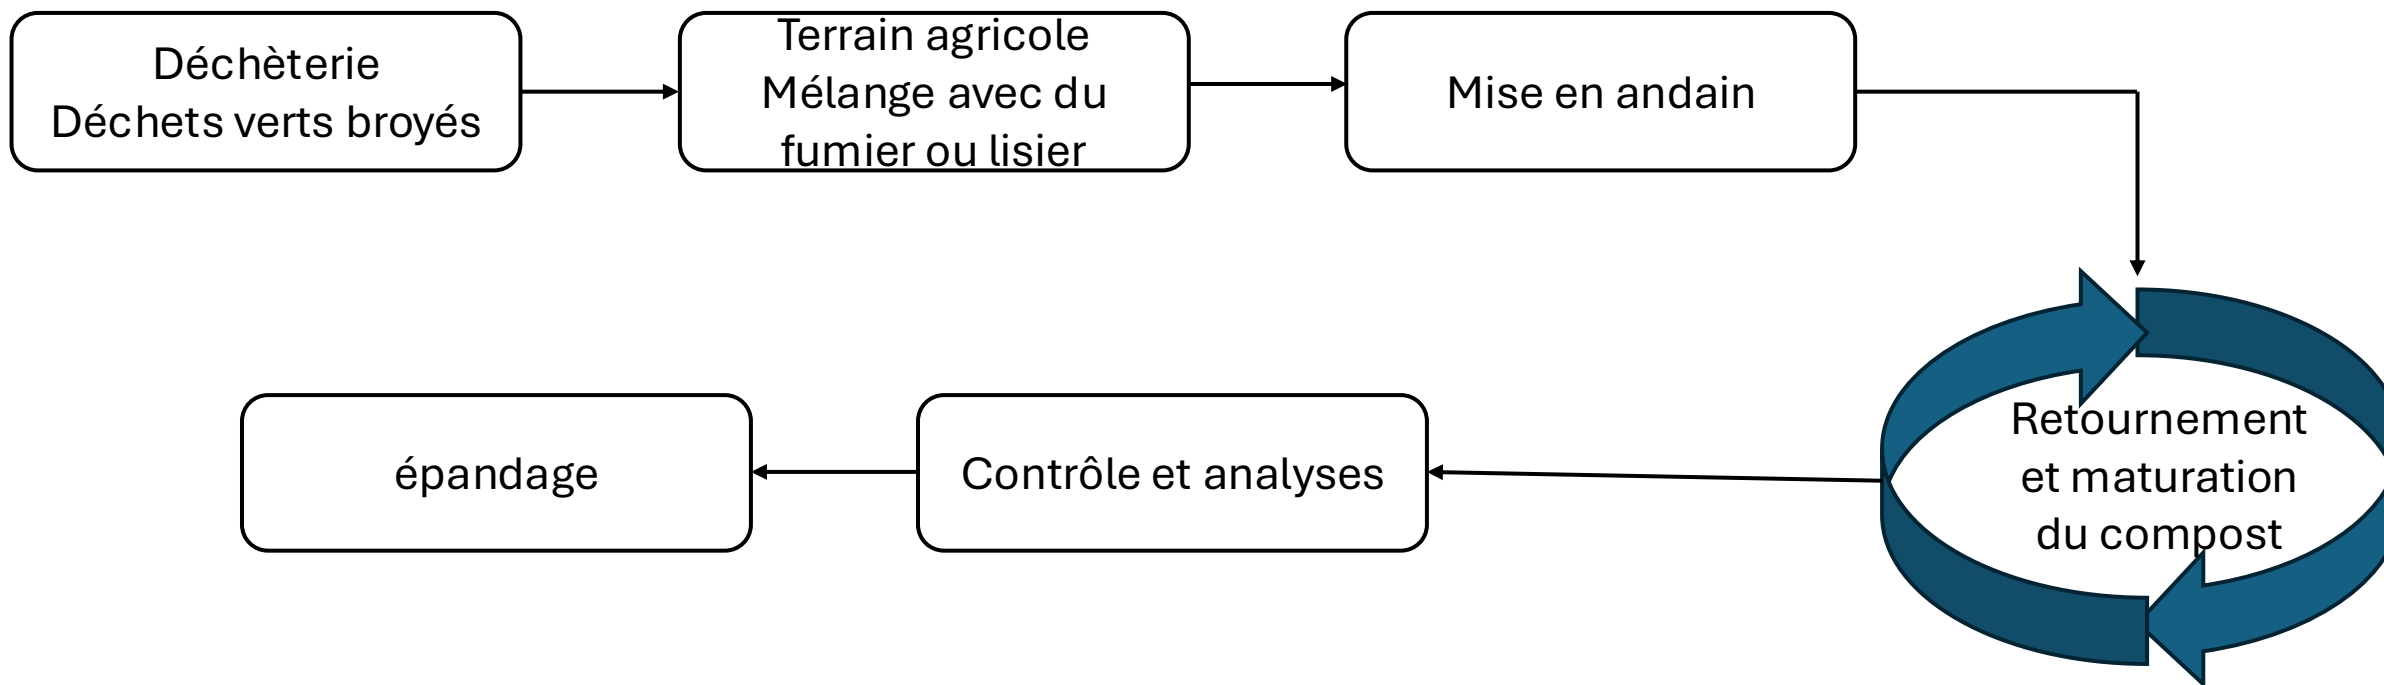 Déchèterie
Déchets verts broyés
Terrain agricole
Mélange avec du
fumier ou lisier
Mise en andain
Retournement
et maturation
du compost
Contrôle et analyses
épandage